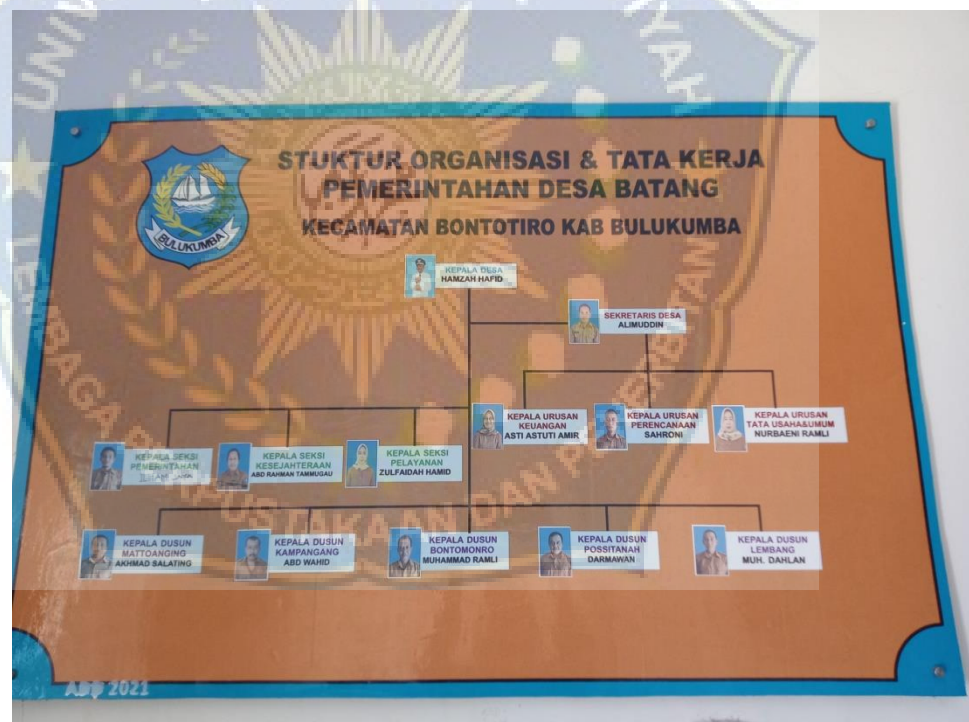 STUKTUR ORGANISASI & TATA KERJA
PEMERINTAHAN DESA BATANG
KECAMATAN BONTOTIRO KAB BULUKUMBA
BULUKUMBA
KEPALA DESA
HAMZAH HAFID
SEKRETARIS DESA
ALIMUDDIN
KEPALA URUSAN
KEUANGAN
ASTI ASTUTI AMIR
KEPALA URUSAN
PERENCANAAN
SAHRONI
KEPALA URUSAN
TATA USAHA&UMUM
NURBAENI RAMLI
KEPALA SEKSI
PEMERINTAHAN
KEPALA SEKSI
KESEJAHTERAAN
ABD RAHMAN TAMMUGAU
KEPALA SEKSI
PELAYANAN
ZULFAIDAH HAMID
KEPALA DUSUN
MATTOANGING
AKHMAD SALATING
KEPALA DUSUN
KAMPANGANG
ABD WAHID
KEPALA DUSUN
BONTOMONRO
MUHAMMAD RAMLI
KEPALA DUSUN
POSSITANAH
DARMAWAN
KEPALA DUSUN
LEMBANG
MUH. DAHLAN
2021